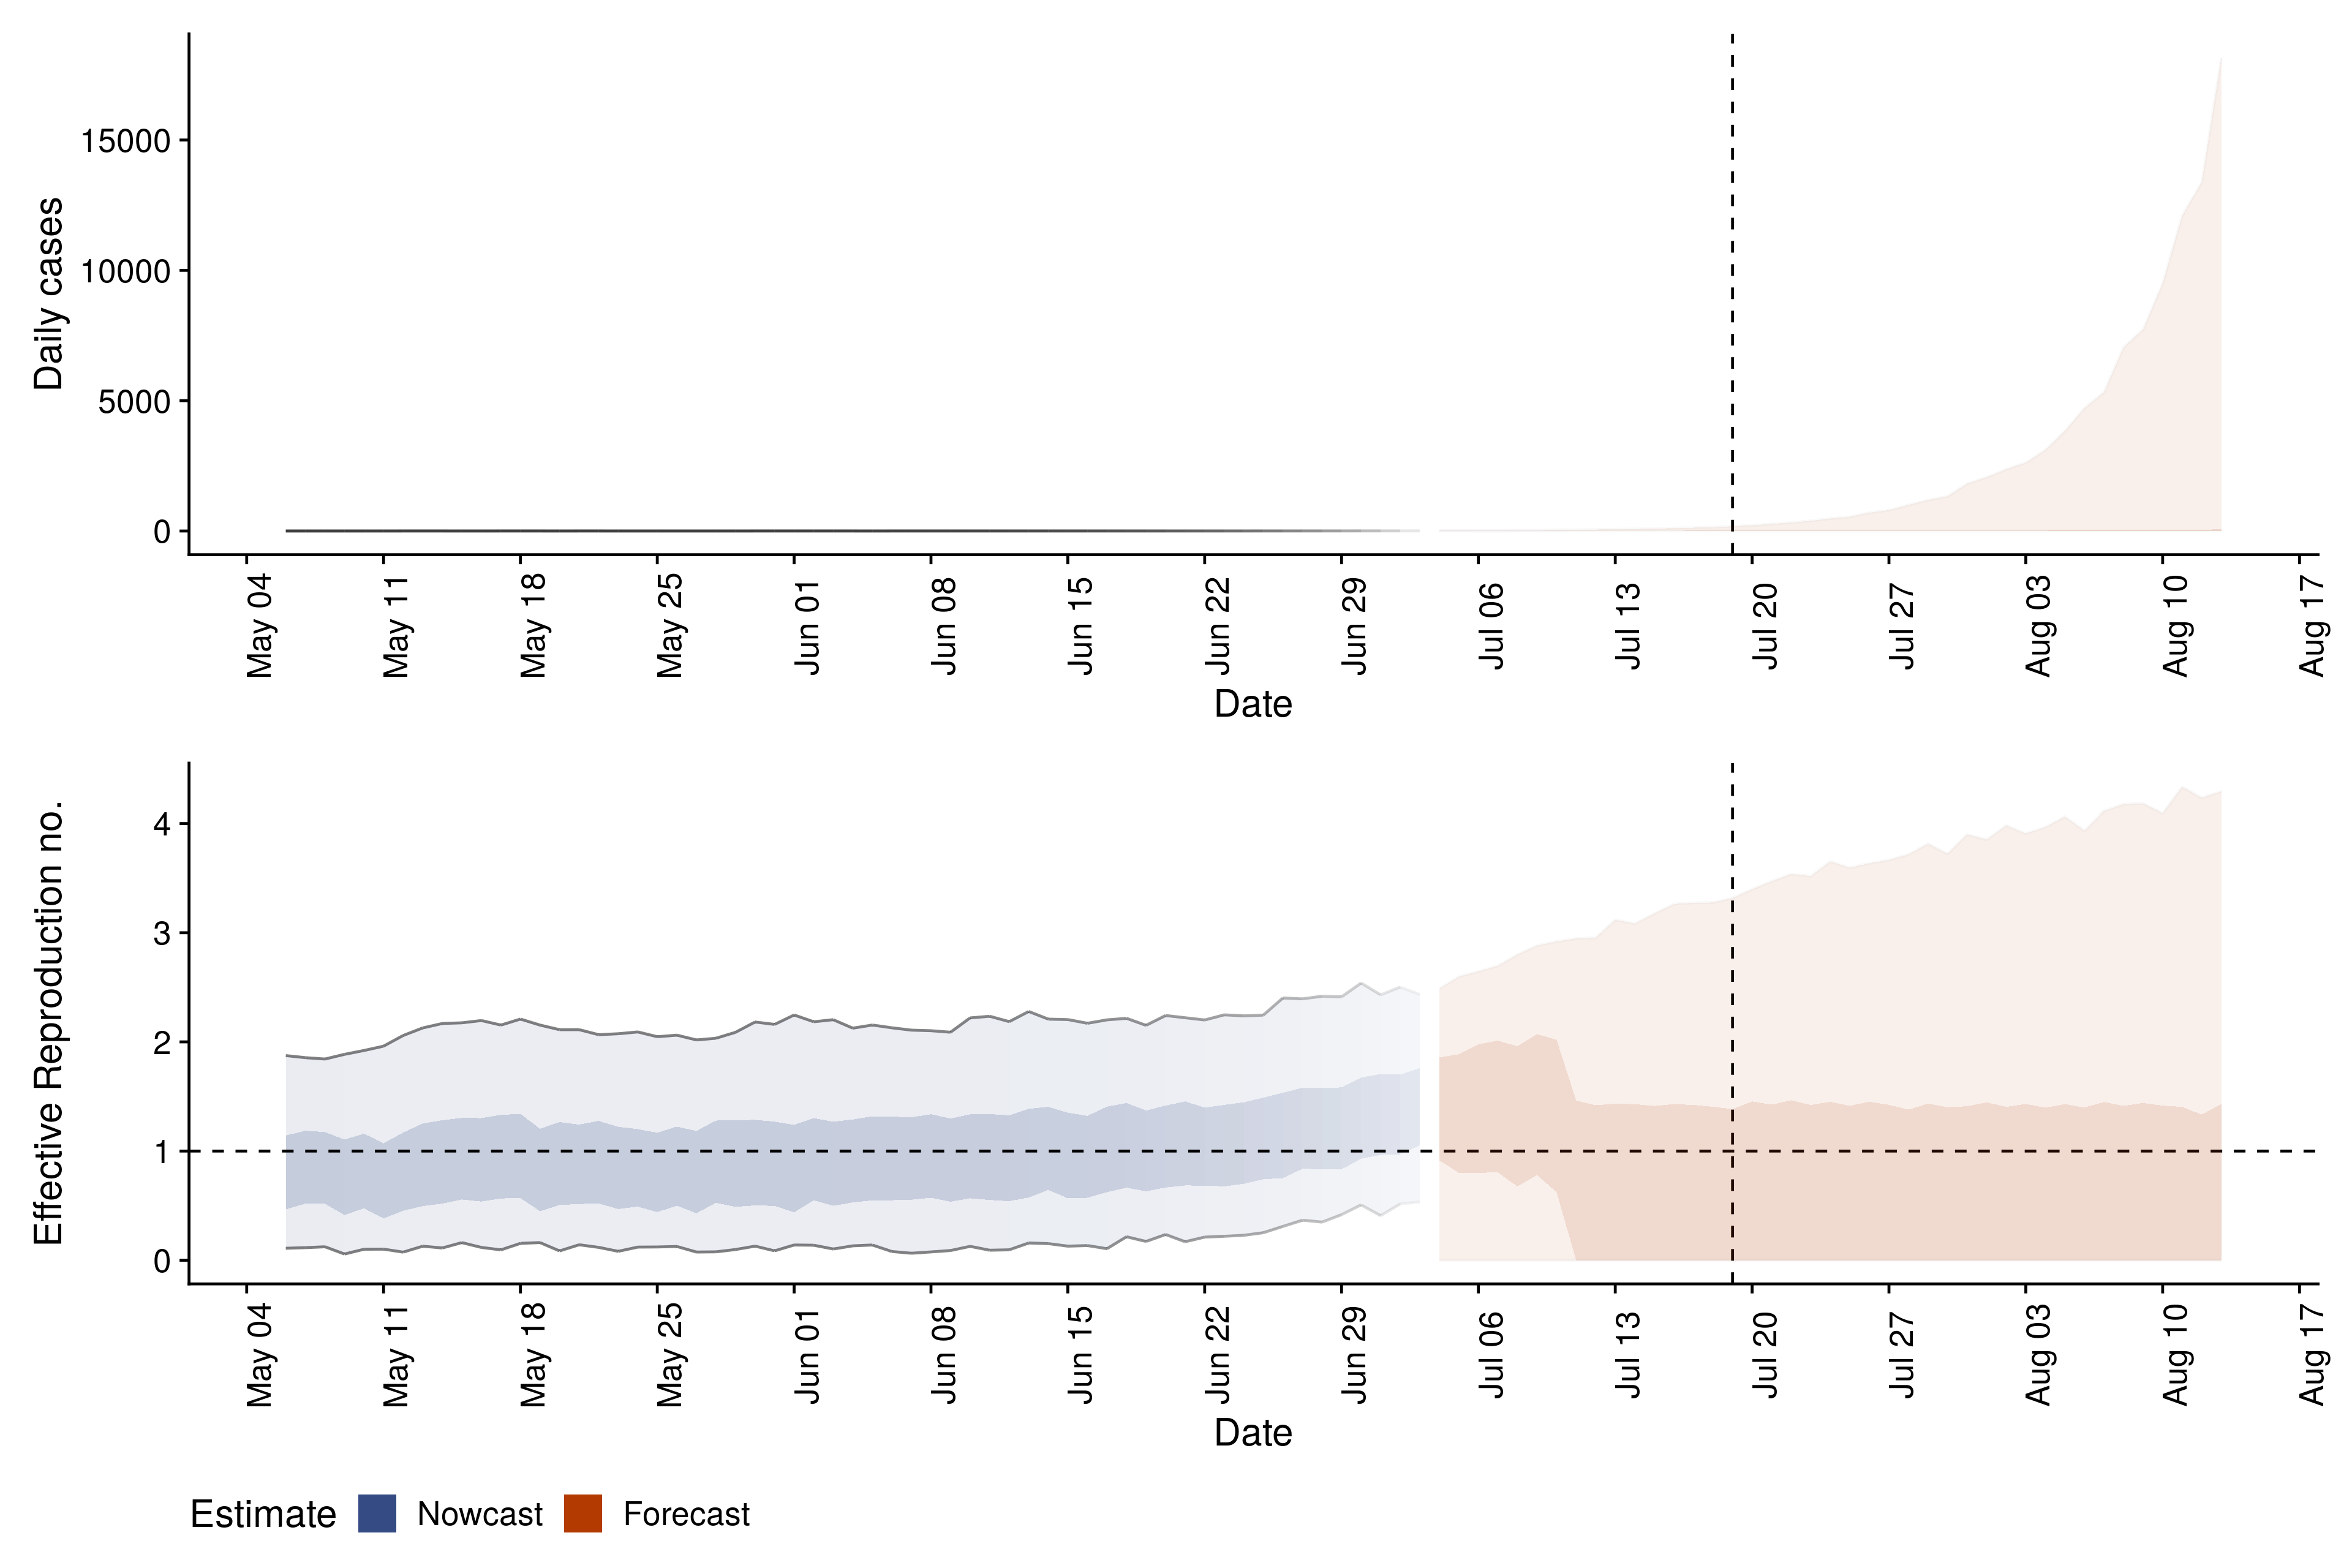 Daily cases
15000
10000
5000
0
May 04
May 11
May 18
May 25
Jun 01
Jun 08
Jun 15
Jun 22
Jun 29
Jul 06
Jul 13
Jul 20
Jul 27
Aug 03
Aug 10
Aug 17
Date
Effective Reproduction no.
4
3
2
1
0
May 04
May 11
May 18
May 25
Jun 01
Jun 08
Jun 15
Jun 22
Jun 29
Jul 06
Jul 13
Jul 20
Jul 27
Aug 03
Aug 10
Aug 17
Date
Estimate Nowcast Forecast